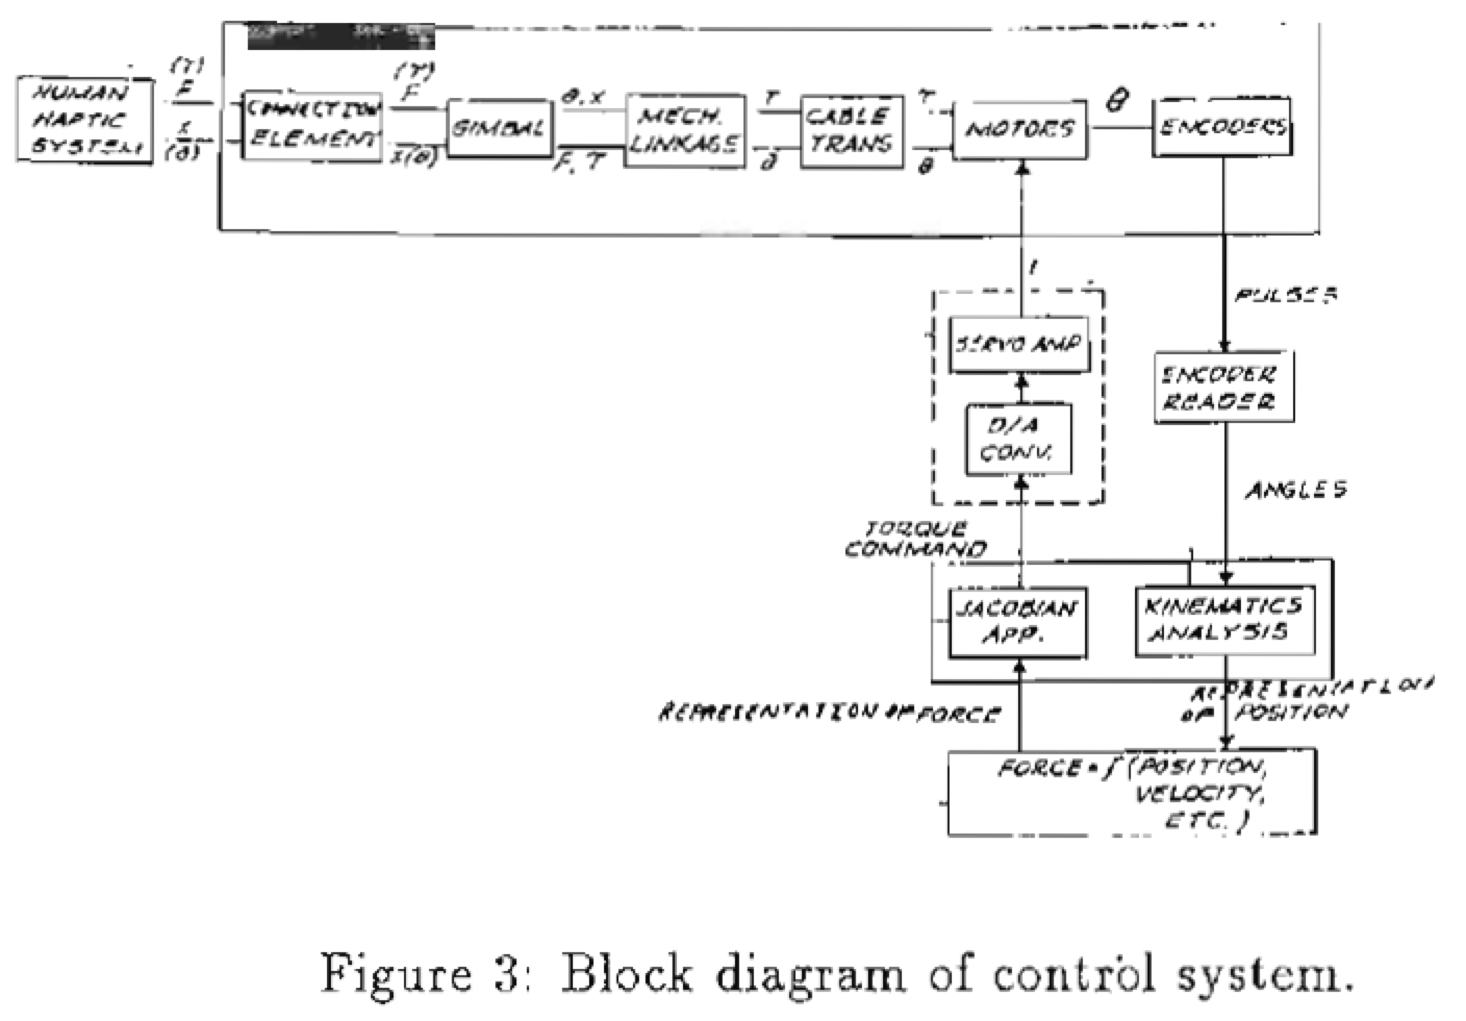 (τ)
F
HUMAN
HAPTIC
SYSTEM
x
(θ)
CONNECTION
ELEMENT
(τ)
F
x(θ)
GIMBAL
θ, x
F, τ
MECH.
LINKAGE
τ
θ
CABLE
TRANS
τ
θ
MOTORS
θ
ENCODERS
I
PULSES
SERVO AMP
ENCODER
READER
D/A
CONV.
ANGLES
TORQUE
COMMAND
JACOBIAN
APP.
KINEMATICS
ANALYSIS
REPRESENTATION OF FORCE
REPRESENTATION
OF POSITION
FORCE = f (POSITION,
VELOCITY,
ETC.)
Figure 3: Block diagram of control system.